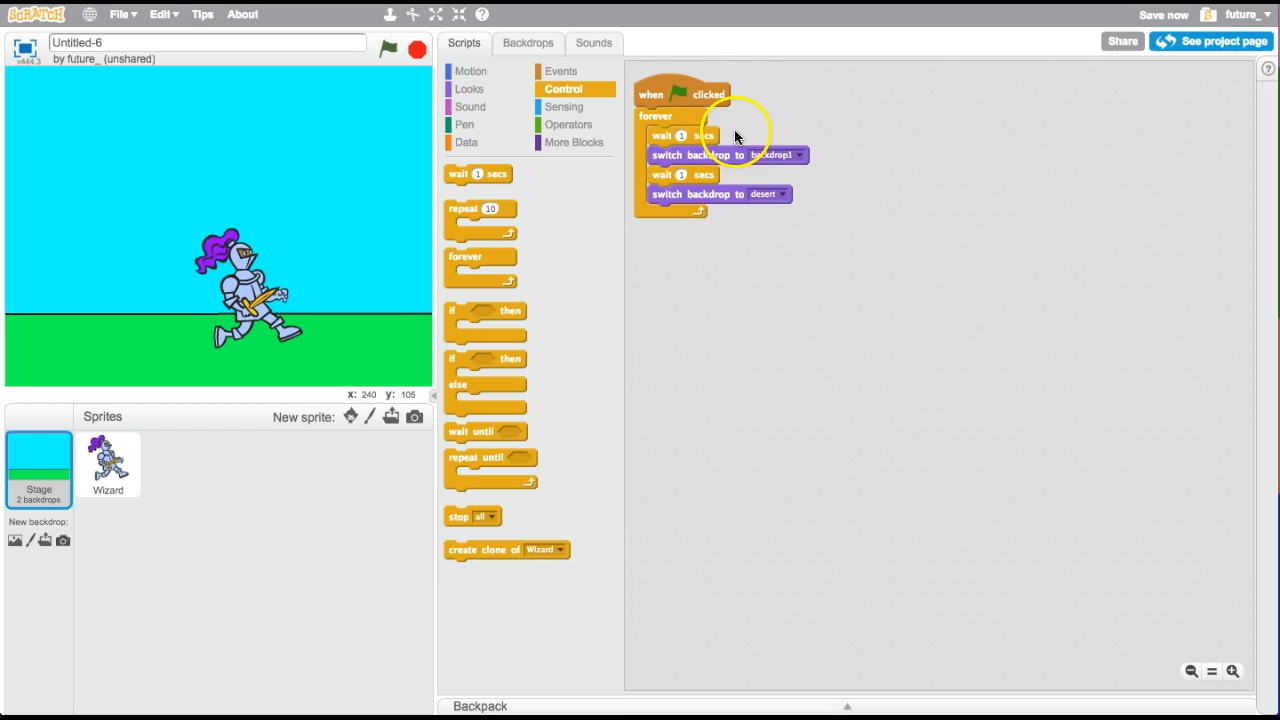 SCRATCH File Edit Tips About Save now future_
Untitled-6
v444.3 by future_ (unshared)
Scripts Backdrops Sounds Share See project page
Motion Events
Looks Control
Sound Sensing
Pen Operators
Data More Blocks
wait 1 secs
repeat 10
forever
if then
if then
else
wait until
repeat until
stop all
create clone of Wizard
when clicked
forever
wait 1 secs
switch backdrop to backdrop1
wait 1 secs
switch backdrop to desert
x: 240 y: 105
Sprites New sprite:
Stage
2 backdrops
Wizard
New backdrop:
Backpack